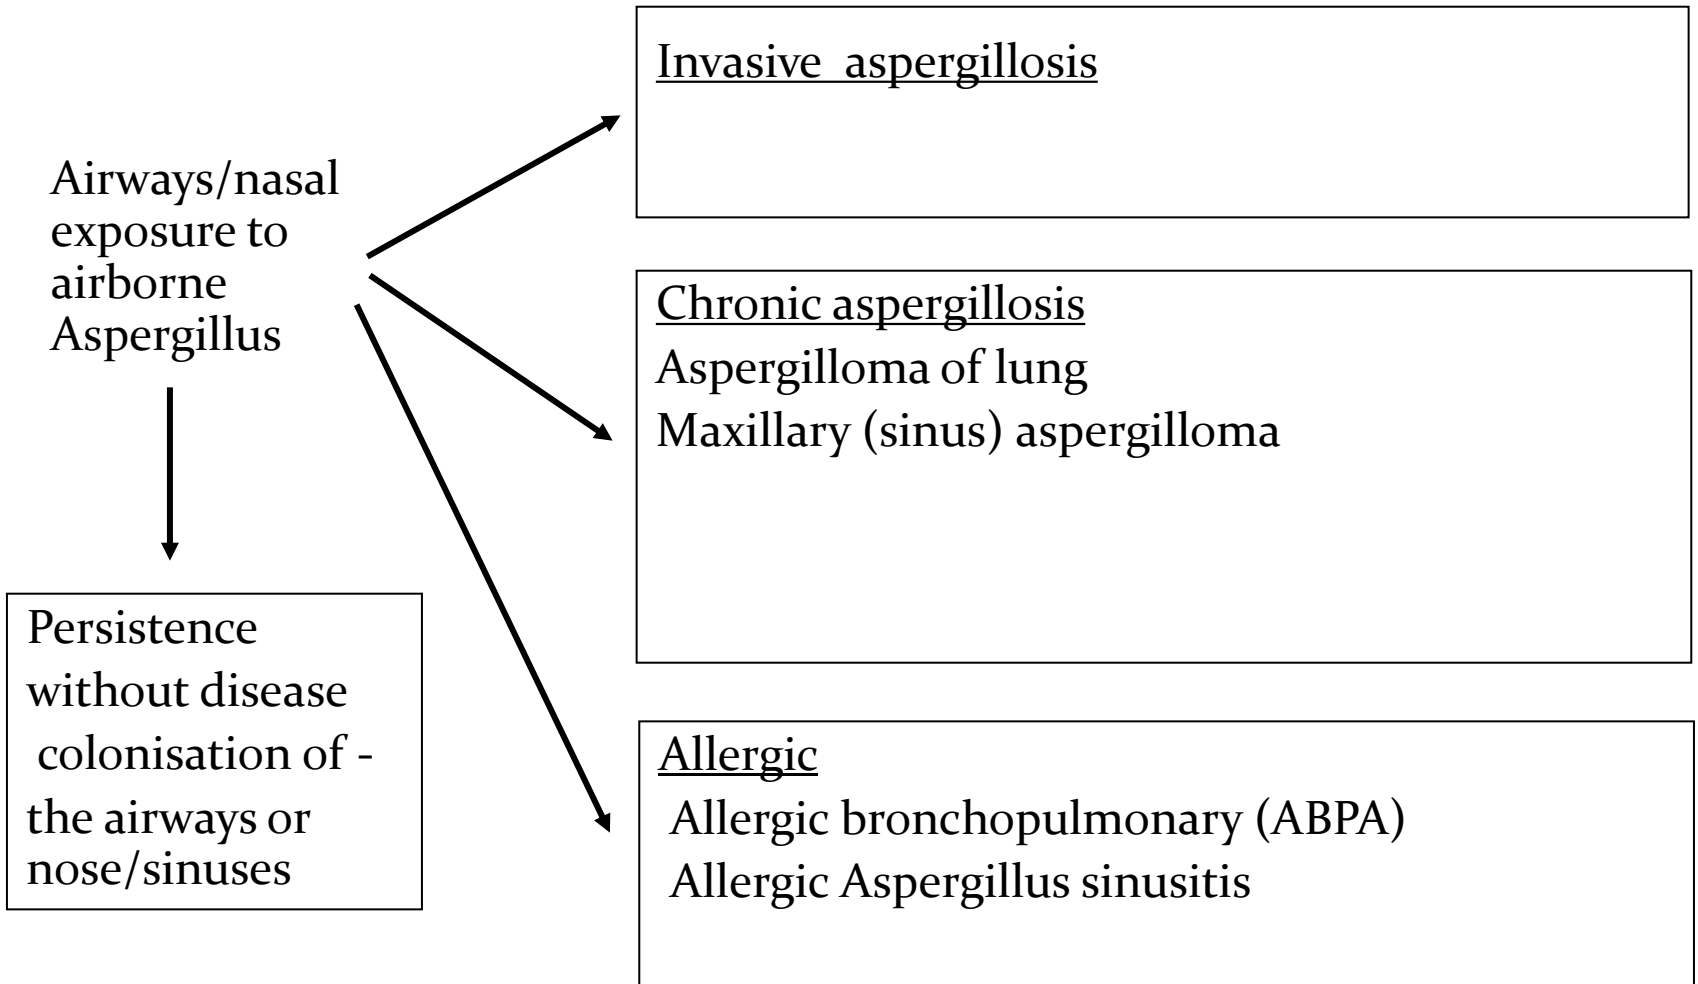 Invasive  aspergillosis
Airways/nasal
exposure to
airborne
Aspergillus
Chronic aspergillosis
Aspergilloma of lung
Maxillary (sinus) aspergilloma
Persistence
without disease
colonisation of -
the airways or
nose/sinuses
Allergic
Allergic bronchopulmonary (ABPA)
Allergic Aspergillus sinusitis